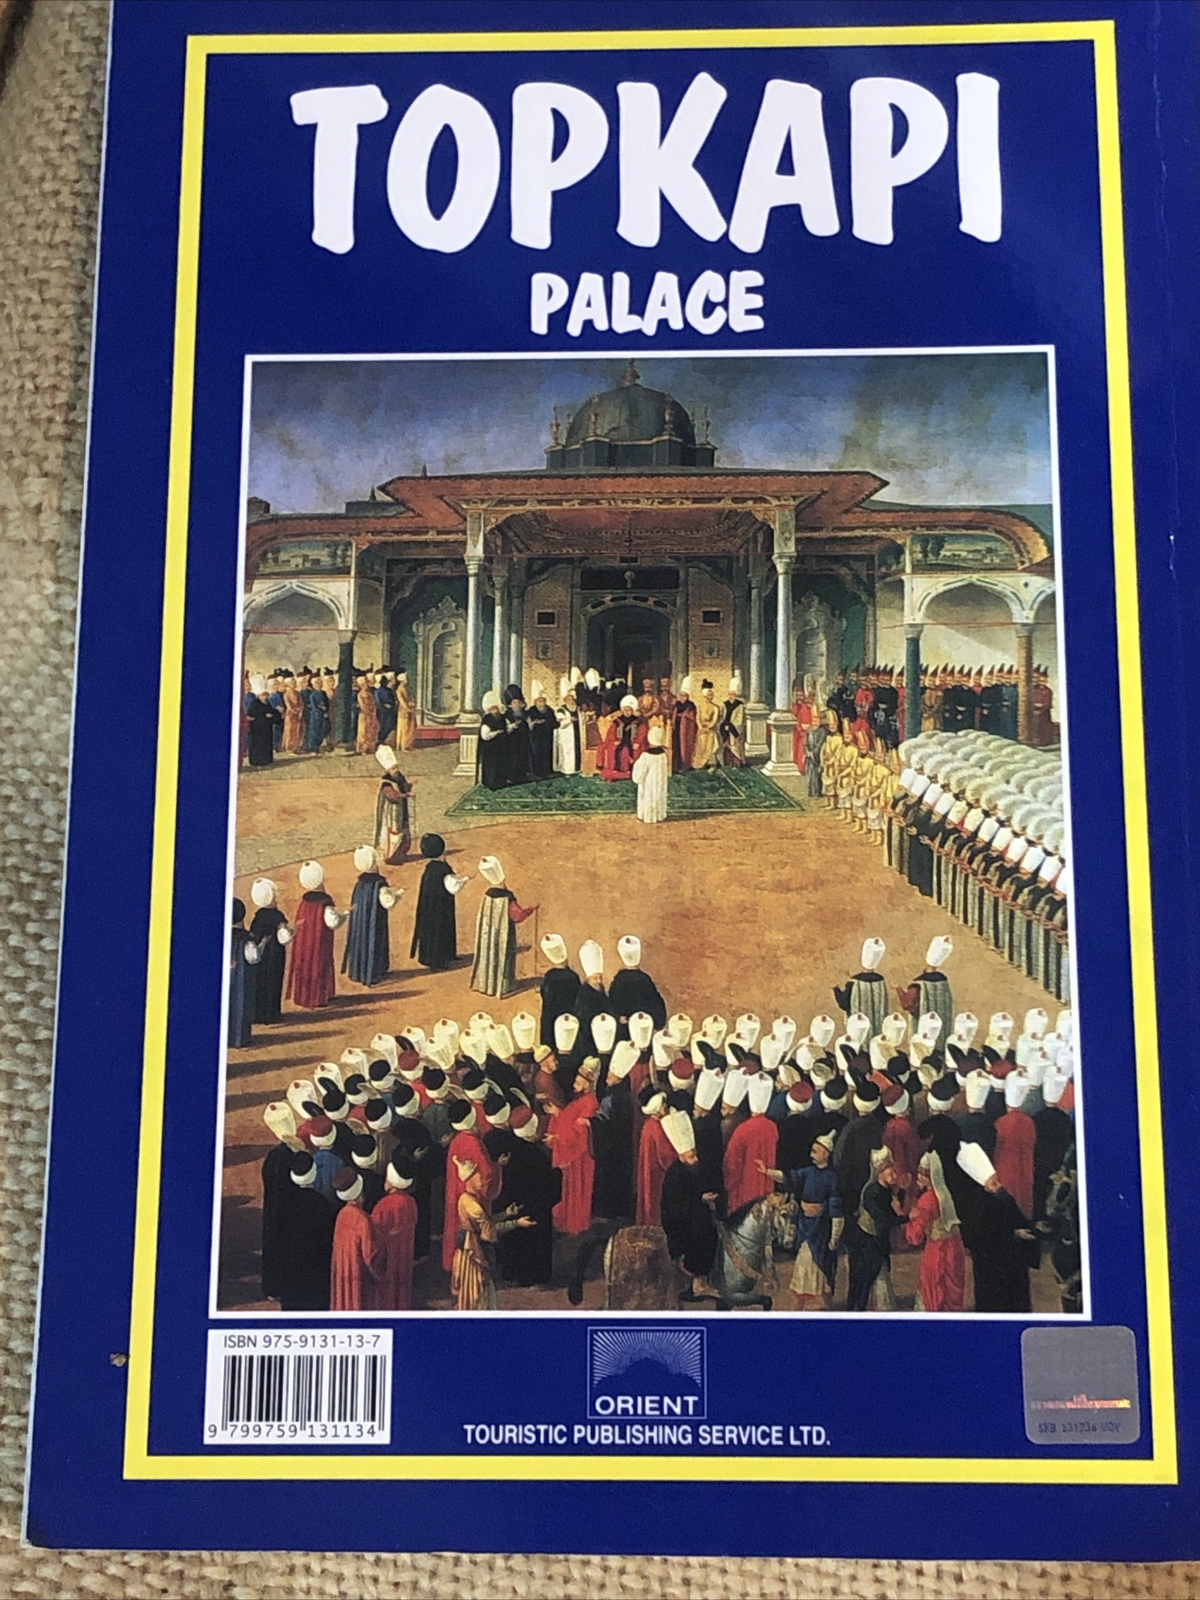 TOPKAPI
PALACE
ISBN 975-9131-13-7
9 799759 131134
ORIENT
TOURISTIC PUBLISHING SERVICE LTD.